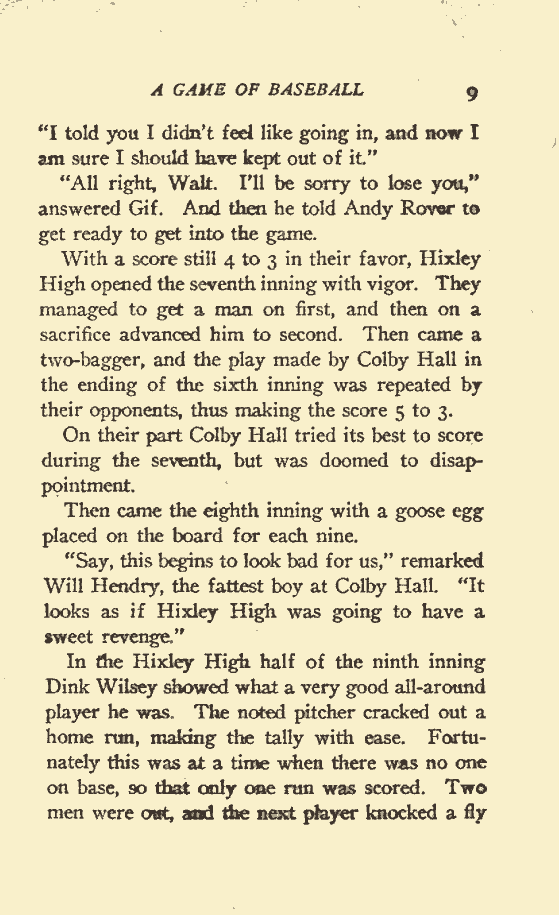 A GAME OF BASEBALL 9
“I told you I didn’t feel like going in, and now I
am sure I should have kept out of it.”
“All right, Walt. I’ll be sorry to lose you,”
answered Gif. And then he told Andy Rover to
get ready to get into the game.
With a score still 4 to 3 in their favor, Hixley
High opened the seventh inning with vigor. They
managed to get a man on first, and then on a
sacrifice advanced him to second. Then came a
two-bagger, and the play made by Colby Hall in
the ending of the sixth inning was repeated by
their opponents, thus making the score 5 to 3.
On their part Colby Hall tried its best to score
during the seventh, but was doomed to disap-
pointment.
Then came the eighth inning with a goose egg
placed on the board for each nine.
“Say, this begins to look bad for us,” remarked
Will Hendry, the fattest boy at Colby Hall. “It
looks as if Hixley High was going to have a
sweet revenge.”
In the Hixley High half of the ninth inning
Dink Wilsey showed what a very good all-around
player he was. The noted pitcher cracked out a
home run, making the tally with ease. Fortu-
nately this was at a time when there was no one
on base, so that only one run was scored. Two
men were out, and the next player knocked a fly